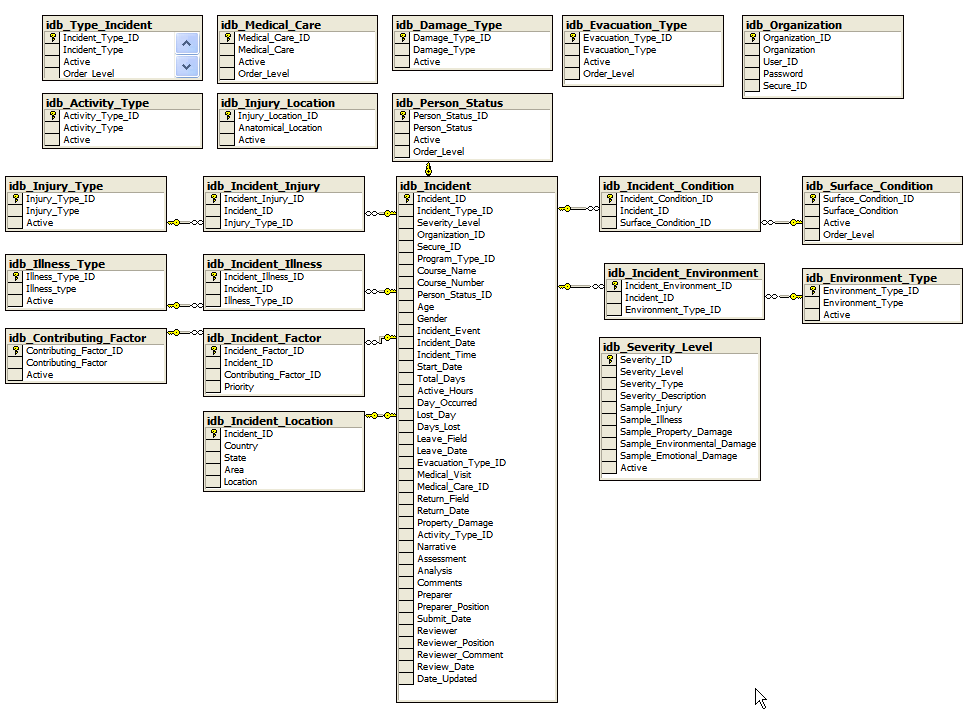 idb_Type_Incident
Incident_Type_ID
Incident_Type
Active
Order_Level
idb_Medical_Care
Medical_Care_ID
Medical_Care
Active
Order_Level
idb_Damage_Type
Damage_Type_ID
Damage_Type
Active
idb_Evacuation_Type
Evacuation_Type_ID
Evacuation_Type
Active
Order_Level
idb_Organization
Organization_ID
Organization
User_ID
Password
Secure_ID
idb_Activity_Type
Activity_Type_ID
Activity_Type
Active
idb_Injury_Location
Injury_Location_ID
Anatomical_Location
Active
idb_Person_Status
Person_Status_ID
Person_Status
Active
Order_Level
idb_Injury_Type
Injury_Type_ID
Injury_Type
Active
idb_Incident_Injury
Incident_Injury_ID
Incident_ID
Injury_Type_ID
idb_Incident
Incident_ID
Incident_Type_ID
Severity_Level
Organization_ID
Secure_ID
Program_Type_ID
Course_Name
Course_Number
Person_Status_ID
Age
Gender
Incident_Event
Incident_Date
Incident_Time
Start_Date
Total_Days
Active_Hours
Day_Occurred
Lost_Day
Days_Lost
Leave_Field
Leave_Date
Evacuation_Type_ID
Medical_Visit
Medical_Care_ID
Return_Field
Return_Date
Property_Damage
Activity_Type_ID
Narrative
Assessment
Analysis
Comments
Preparer
Preparer_Position
Submit_Date
Reviewer
Reviewer_Position
Reviewer_Comment
Review_Date
Date_Updated
idb_Incident_Condition
Incident_Condition_ID
Incident_ID
Surface_Condition_ID
idb_Surface_Condition
Surface_Condition_ID
Surface_Condition
Active
Order_Level
idb_Illness_Type
Illness_Type_ID
Illness_type
Active
idb_Incident_Illness
Incident_Illness_ID
Incident_ID
Illness_Type_ID
idb_Incident_Environment
Incident_Environment_ID
Incident_ID
Environment_Type_ID
idb_Environment_Type
Environment_Type_ID
Environment_Type
Active
idb_Contributing_Factor
Contributing_Factor_ID
Contributing_Factor
Active
idb_Incident_Factor
Incident_Factor_ID
Incident_ID
Contributing_Factor_ID
Priority
idb_Severity_Level
Severity_ID
Severity_Level
Severity_Type
Severity_Description
Sample_Injury
Sample_Illness
Sample_Property_Damage
Sample_Environmental_Damage
Sample_Emotional_Damage
Active
idb_Incident_Location
Incident_ID
Country
State
Area
Location